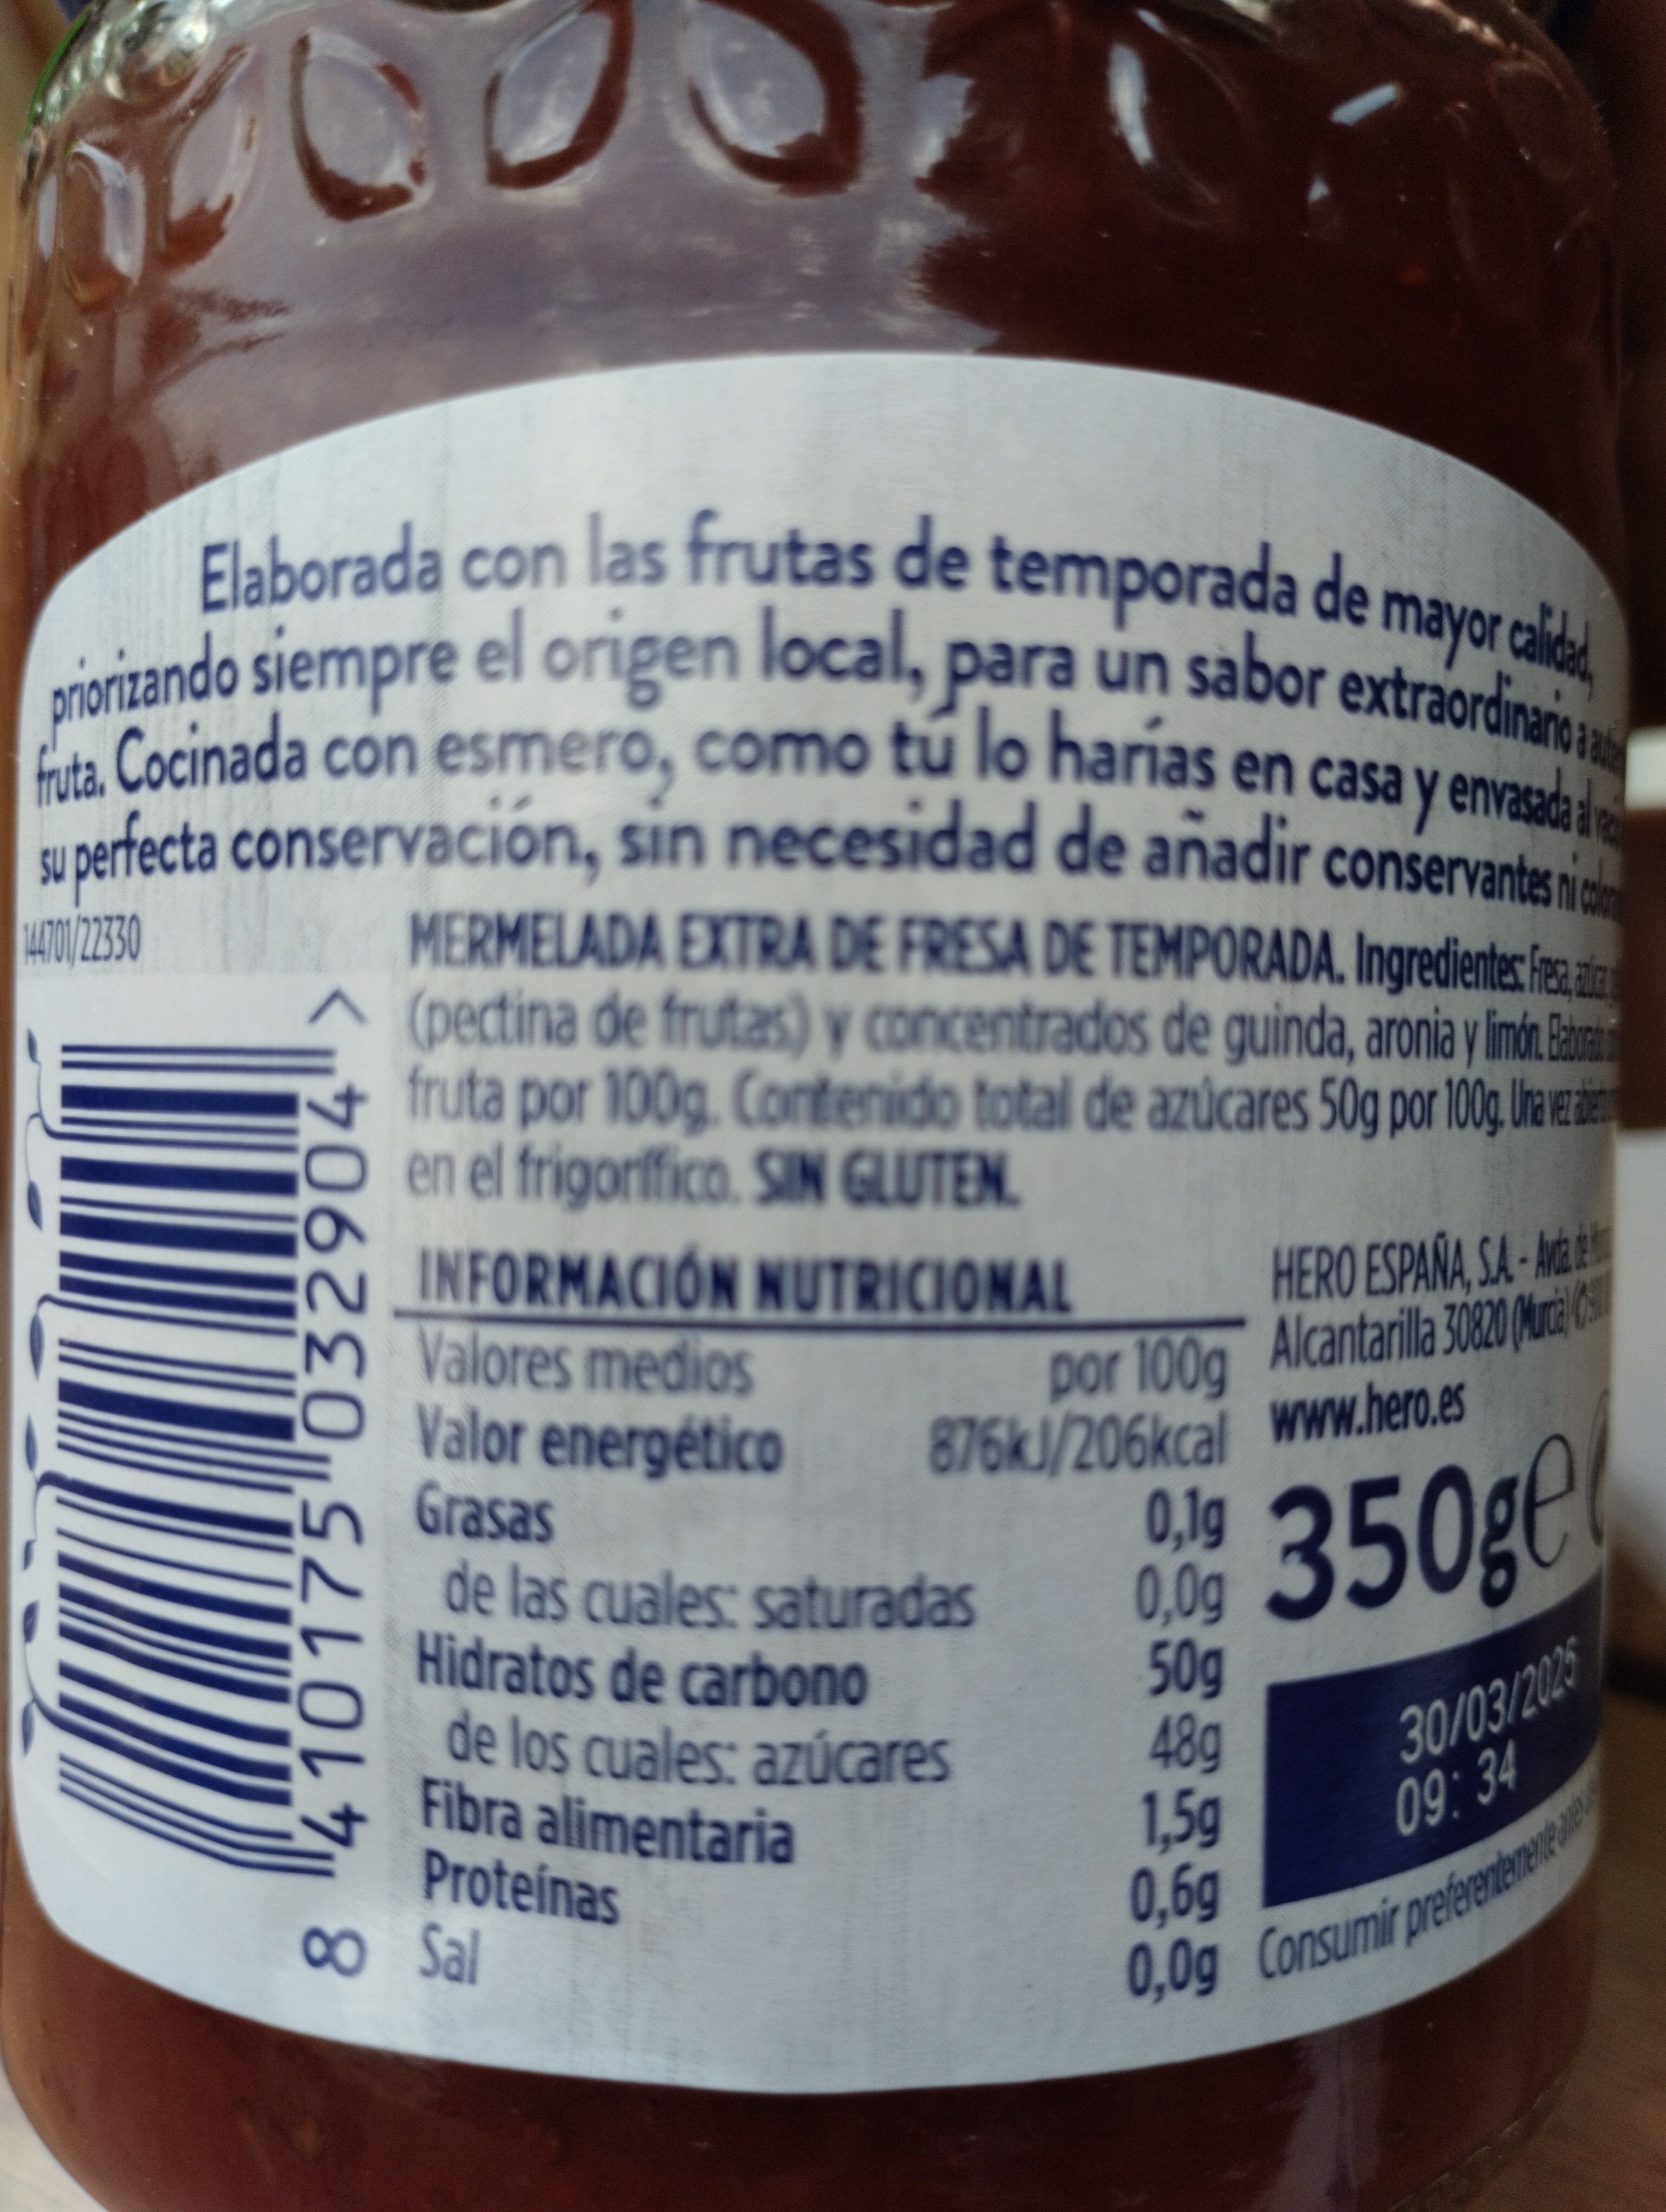 Elaborada con las frutas de temporada de mayor calidad,
priorizando siempre el origen local, para un sabor extraordinario a
fruta. Cocinada con esmero, como tú lo harías en casa y envasada al
su perfecta conservación, sin necesidad de añadir conservantes ni
144701/22330
MERMELADA EXTRA DE FRESA DE TEMPORADA. Ingredientes: Fresa, azúcar,
(pectina de frutas) y concentrados de guinda, aronia y limón. Elaborado
fruta por 100g. Contenido total de azúcares 50g por 100g. Una vez
en el frigorífico. SIN GLUTEN.
8 410175 032904 >
INFORMACIÓN NUTRICIONAL
Valores medios por 100g
Valor energético 876kJ/206kcal
Grasas 0,1g
de las cuales: saturadas 0,0g
Hidratos de carbono 50g
de los cuales: azúcares 48g
Fibra alimentaria 1,5g
Proteínas 0,6g
Sal 0,0g
HERO ESPAÑA, S.A. - Avda. de
Alcantarilla 30820 (Murcia)
www.hero.es
350g e
30/03/2025
09:34
Consumir preferentemente